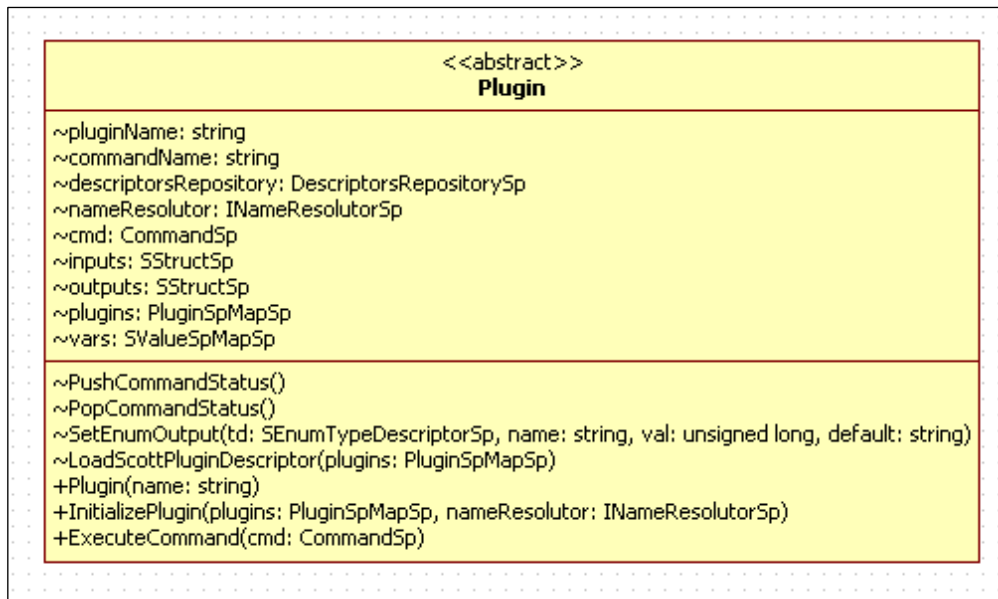 <<abstract>>
Plugin
~pluginName: string
~commandName: string
~descriptorsRepository: DescriptorsRepositorySp
~nameResolutor: INameResolutorSp
~cmd: CommandSp
~inputs: SStructSp
~outputs: SStructSp
~plugins: PluginSpMapSp
~vars: SValueSpMapSp
~PushCommandStatus()
~PopCommandStatus()
~SetEnumOutput(td: SEnumTypeDescriptorSp, name: string, val: unsigned long, default: string)
~LoadScottPluginDescriptor(plugins: PluginSpMapSp)
+Plugin(name: string)
+InitializePlugin(plugins: PluginSpMapSp, nameResolutor: INameResolutorSp)
+ExecuteCommand(cmd: CommandSp)